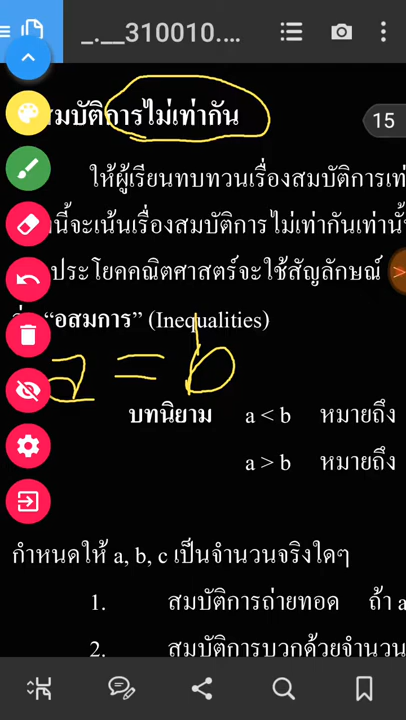 _.__310010....
สมบัติการไม่เท่ากัน
15
ให้ผู้เรียนทบทวนเรื่องสมบัติการเท่
นี้จะเน้นเรื่องสมบัติการไม่เท่ากันเท่านั้
ประโยคคณิตศาสตร์จะใช้สัญลักษณ์ >
“อสมการ” (Inequalities)
a = b
บทนิยาม a < b หมายถึง
a > b หมายถึง
กำหนดให้ a, b, c เป็นจำนวนจริงใดๆ
1. สมบัติการถ่ายทอด ถ้า a
2. สมบัติการบวกด้วยจำนวน